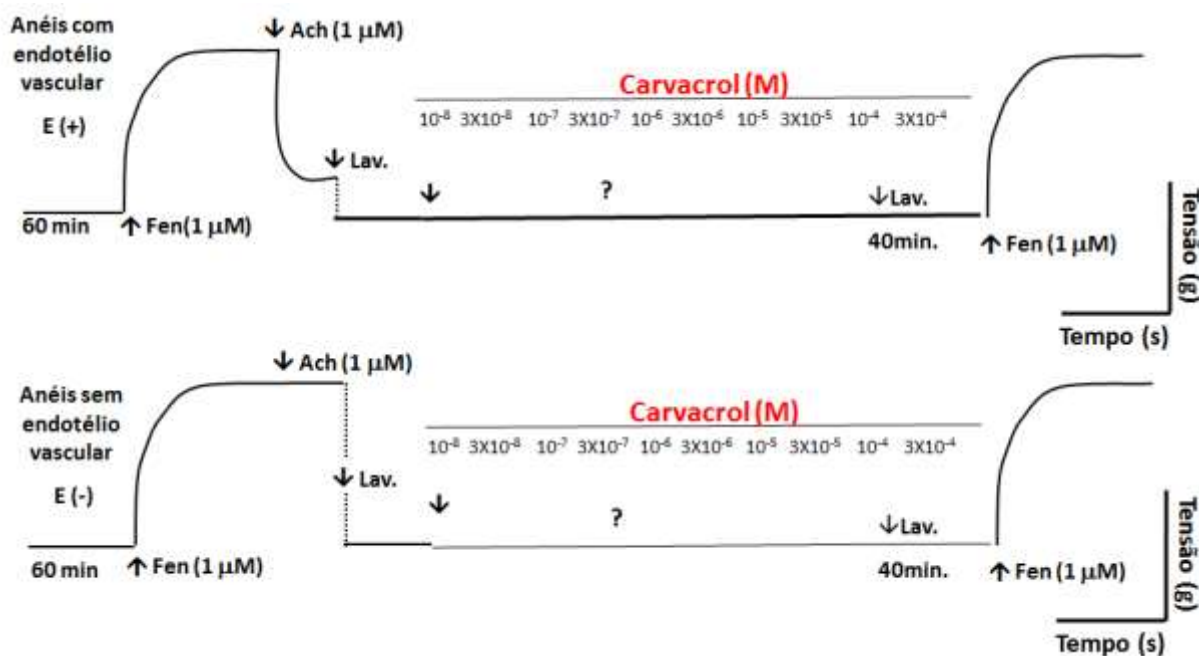 Anéis com
endotélio
vascular
E (+)
60 min
↑ Fen(1 μM)
↓ Ach (1 μM)
↓ Lav.
Carvacrol (M)
10⁻⁸ 3X10⁻⁸ 10⁻⁷ 3X10⁻⁷ 10⁻⁶ 3X10⁻⁶ 10⁻⁵ 3X10⁻⁵ 10⁻⁴ 3X10⁻⁴
?
↓Lav.
40min.
↑ Fen (1 μM)
Tensão (g)
Tempo (s)
Anéis sem
endotélio
vascular
E (-)
60 min
↑ Fen (1 μM)
↓ Ach (1 μM)
↓ Lav.
Carvacrol (M)
10⁻⁸ 3X10⁻⁸ 10⁻⁷ 3X10⁻⁷ 10⁻⁶ 3X10⁻⁶ 10⁻⁵ 3X10⁻⁵ 10⁻⁴ 3X10⁻⁴
?
↓Lav.
40min.
↑ Fen (1 μM)
Tensão (g)
Tempo (s)